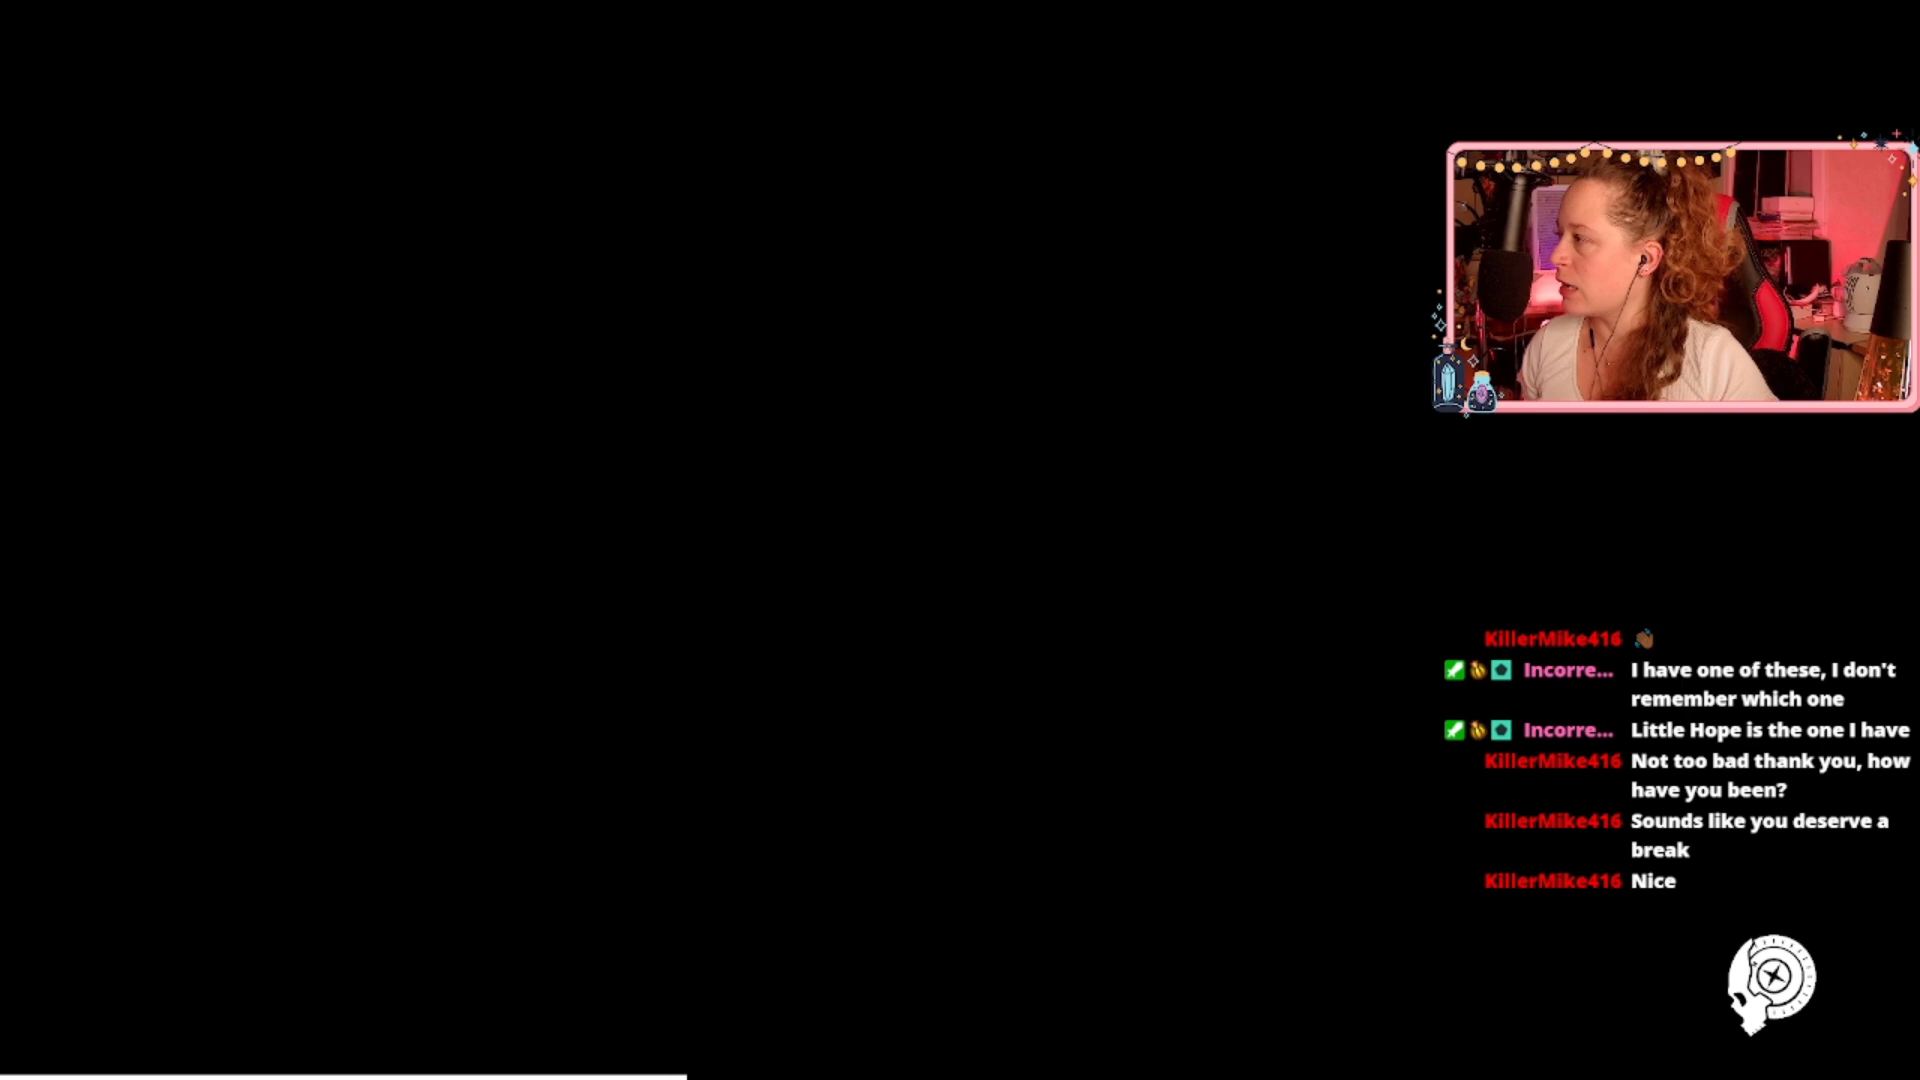 KillerMike416
Incorre... I have one of these, I don't
remember which one
Incorre... Little Hope is the one I have
KillerMike416 Not too bad thank you, how
have you been?
KillerMike416 Sounds like you deserve a
break
KillerMike416 Nice